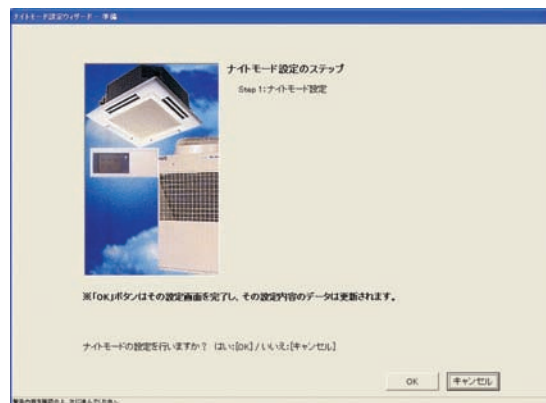 ナイトモード設定ウィザード - 準備
ナイトモード設定のステップ
Step 1:ナイトモード設定
※「OK」ボタンはその設定画面を完了し、その設定内容のデータは更新されます。
ナイトモードの設定を行いますか？ はい:[OK] / いいえ:[キャンセル]
OK
キャンセル